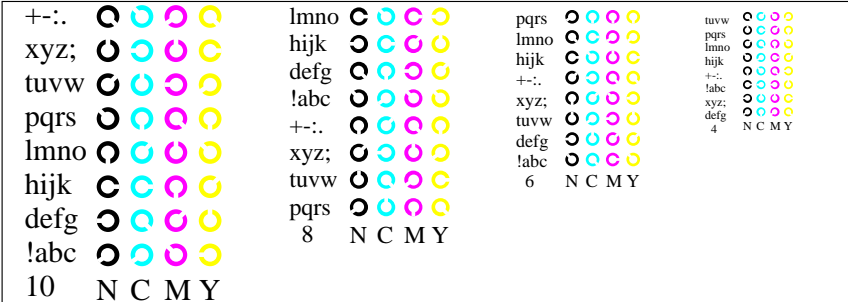 +-:.
xyz;
tuvw
pqrs
lmno
hijk
defg
!abc
10 N C M Y
lmno
hijk
defg
!abc
+-:.
xyz;
tuvw
pqrs
8 N C M Y
pqrs
lmno
hijk
+-:.
xyz;
tuvw
defg
!abc
6 N C M Y
tuvw
pqrs
lmno
hijk
+-:.
!abc
xyz;
defg
4 N C M Y